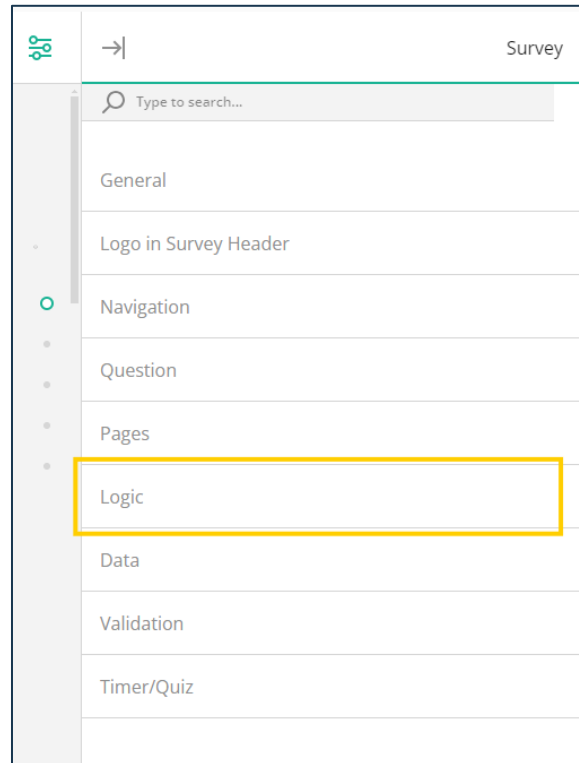 Survey
Type to search...
General
Logo in Survey Header
Navigation
Question
Pages
Logic
Data
Validation
Timer/Quiz